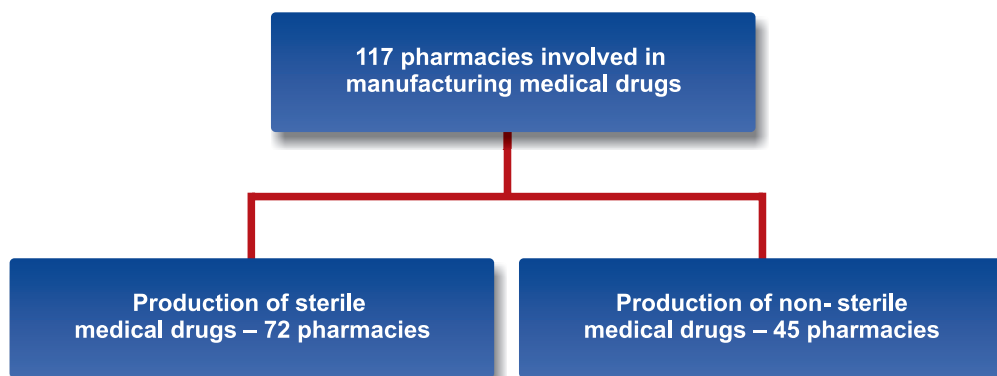 117 pharmacies involved in
manufacturing medical drugs
Production of sterile
medical drugs – 72 pharmacies
Production of non- sterile
medical drugs – 45 pharmacies